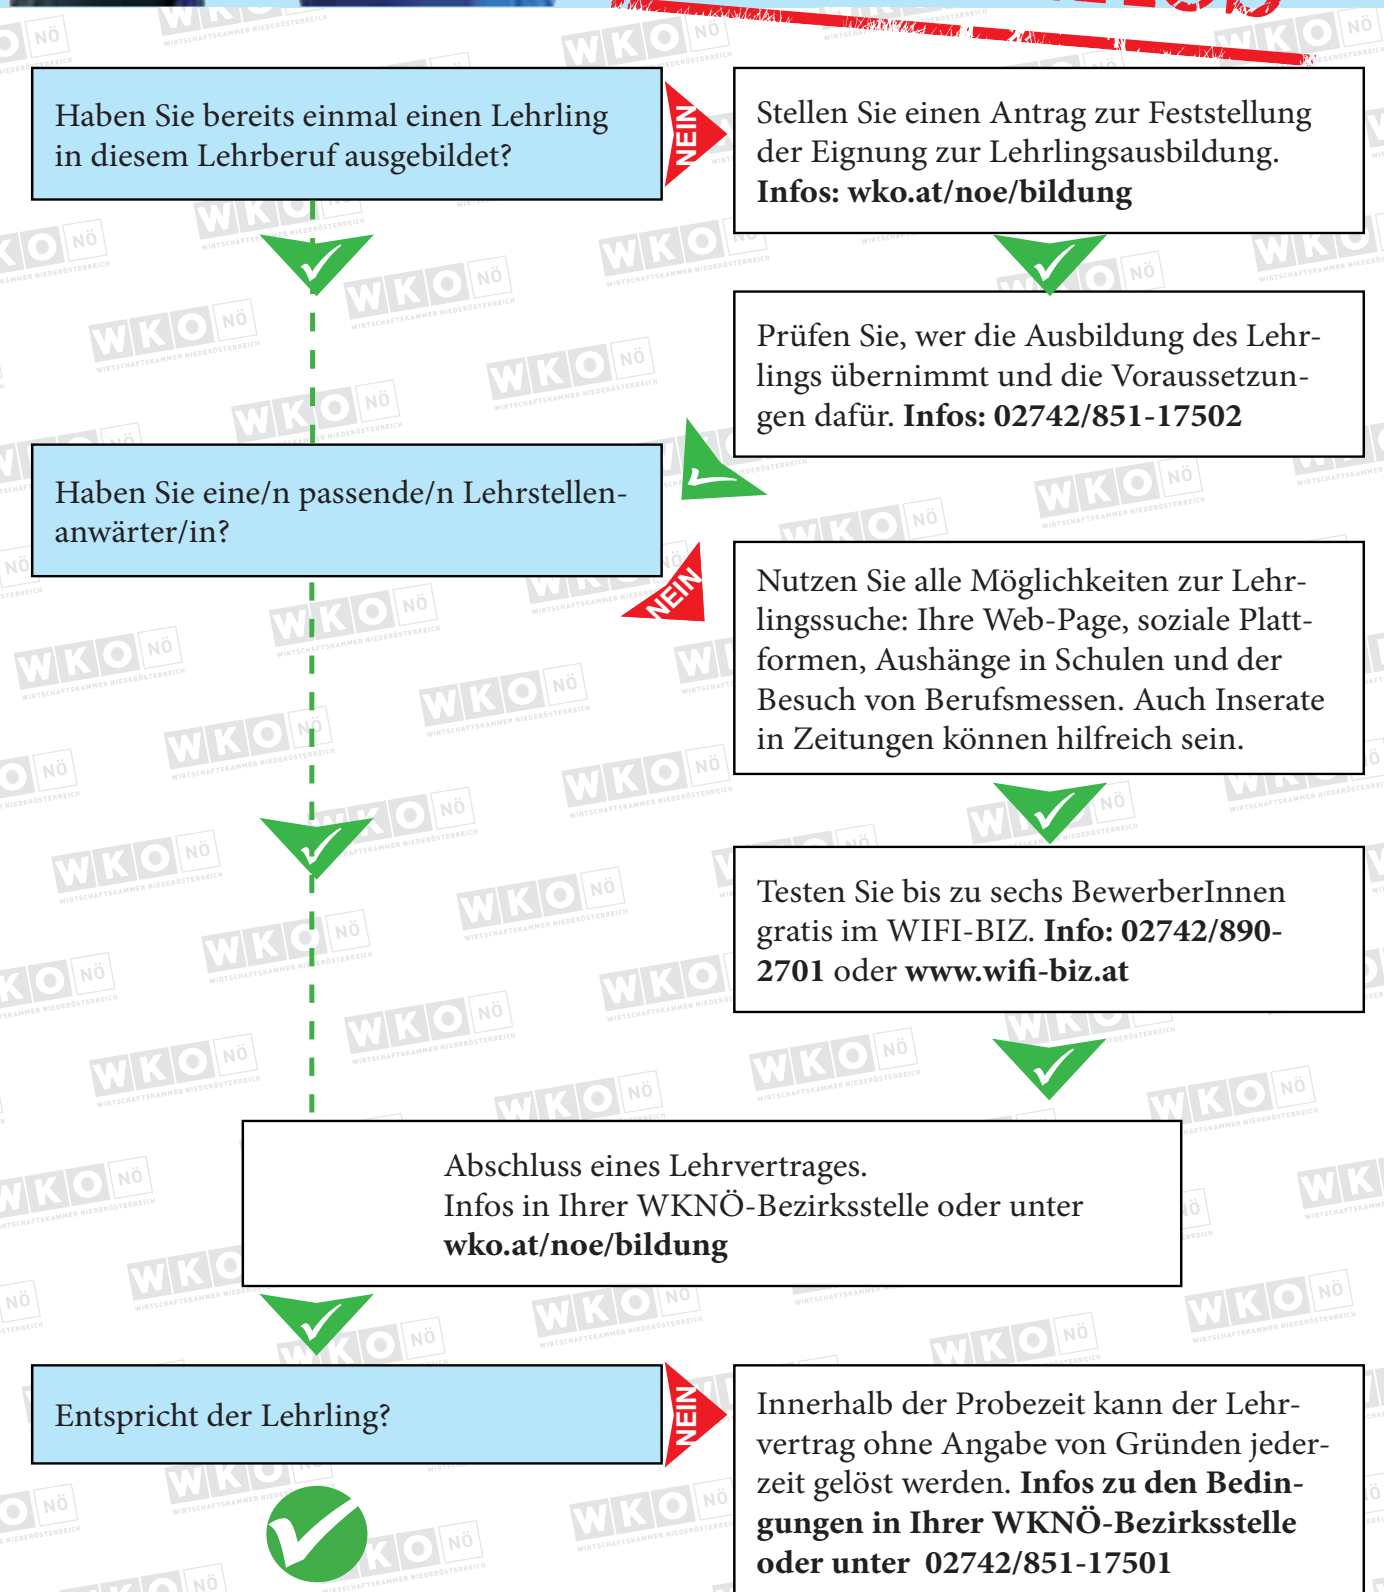 Haben Sie bereits einmal einen Lehrling
in diesem Lehrberuf ausgebildet?
NEIN
Stellen Sie einen Antrag zur Feststellung
der Eignung zur Lehrlingsausbildung.
Infos: wko.at/noe/bildung
Prüfen Sie, wer die Ausbildung des Lehr-
lings übernimmt und die Voraussetzun-
gen dafür. Infos: 02742/851-17502
Haben Sie eine/n passende/n Lehrstellen-
anwärter/in?
NEIN
Nutzen Sie alle Möglichkeiten zur Lehr-
lingssuche: Ihre Web-Page, soziale Platt-
formen, Aushänge in Schulen und der
Besuch von Berufsmessen. Auch Inserate
in Zeitungen können hilfreich sein.
Testen Sie bis zu sechs BewerberInnen
gratis im WIFI-BIZ. Info: 02742/890-
2701 oder www.wifi-biz.at
Abschluss eines Lehrvertrages.
Infos in Ihrer WKNÖ-Bezirksstelle oder unter
wko.at/noe/bildung
Entspricht der Lehrling?
NEIN
Innerhalb der Probezeit kann der Lehr-
vertrag ohne Angabe von Gründen jeder-
zeit gelöst werden. Infos zu den Bedin-
gungen in Ihrer WKNÖ-Bezirksstelle
oder unter 02742/851-17501
WKO NÖ
WIRTSCHAFTSKAMMER NIEDERÖSTERREICH